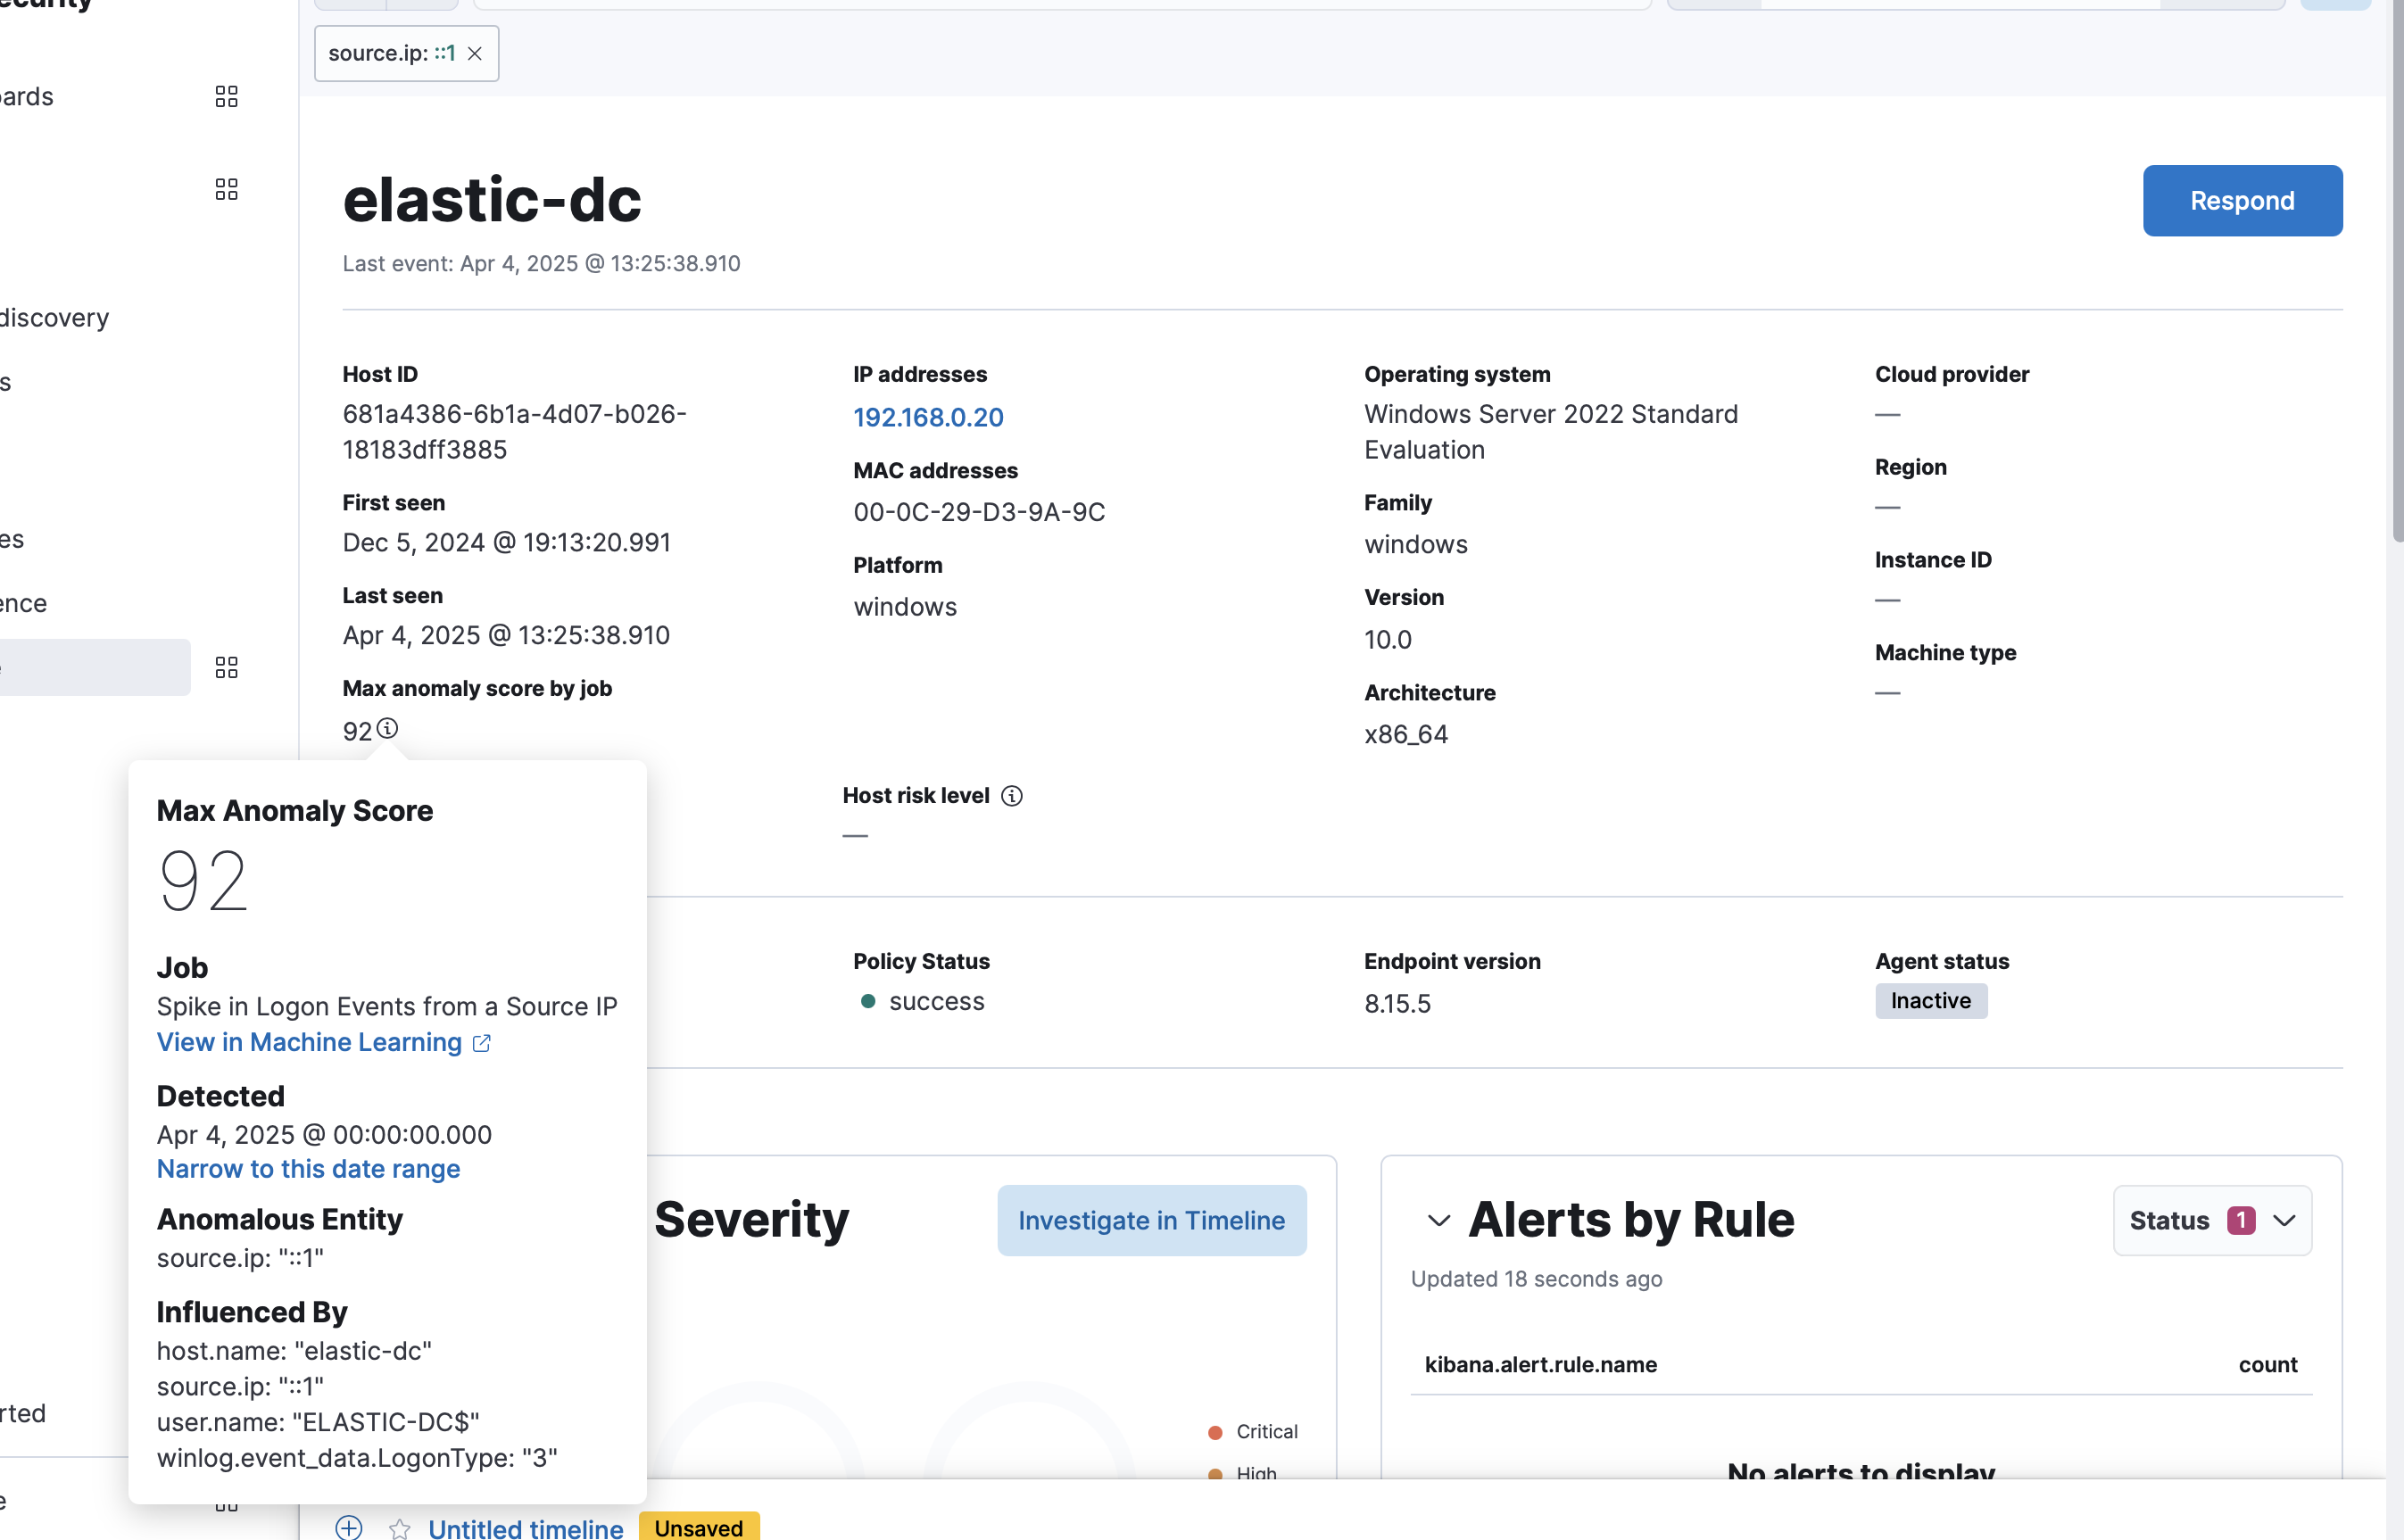 source.ip: ::1
ards
discovery
s
es
ence
rted
e
elastic-dc
Respond
Last event: Apr 4, 2025 @ 13:25:38.910
Host ID
681a4386-6b1a-4d07-b026-
18183dff3885
First seen
Dec 5, 2024 @ 19:13:20.991
Last seen
Apr 4, 2025 @ 13:25:38.910
Max anomaly score by job
92
IP addresses
192.168.0.20
MAC addresses
00-0C-29-D3-9A-9C
Platform
windows
Operating system
Windows Server 2022 Standard
Evaluation
Family
windows
Version
10.0
Architecture
x86_64
Cloud provider
—
Region
—
Instance ID
—
Machine type
—
Host risk level
—
Max Anomaly Score
92
Job
Spike in Logon Events from a Source IP
View in Machine Learning
Detected
Apr 4, 2025 @ 00:00:00.000
Narrow to this date range
Anomalous Entity
source.ip: "::1"
Influenced By
host.name: "elastic-dc"
source.ip: "::1"
user.name: "ELASTIC-DC$"
winlog.event_data.LogonType: "3"
Policy Status
success
Endpoint version
8.15.5
Agent status
Inactive
Severity
Investigate in Timeline
Critical
High
Alerts by Rule
Status 1
Updated 18 seconds ago
kibana.alert.rule.name count
No alerts to display
Untitled timeline Unsaved